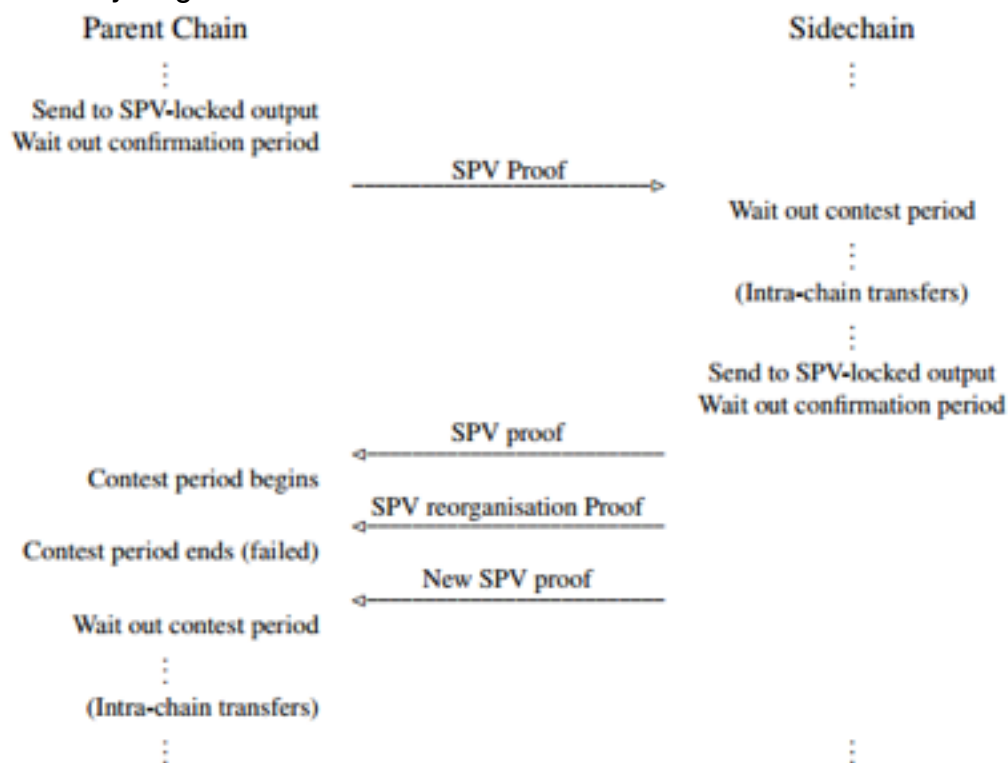 Parent Chain
Sidechain
Send to SPV-locked output
Wait out confirmation period
SPV Proof
Wait out contest period
(Intra-chain transfers)
Send to SPV-locked output
Wait out confirmation period
SPV proof
Contest period begins
SPV reorganisation Proof
Contest period ends (failed)
New SPV proof
Wait out contest period
(Intra-chain transfers)